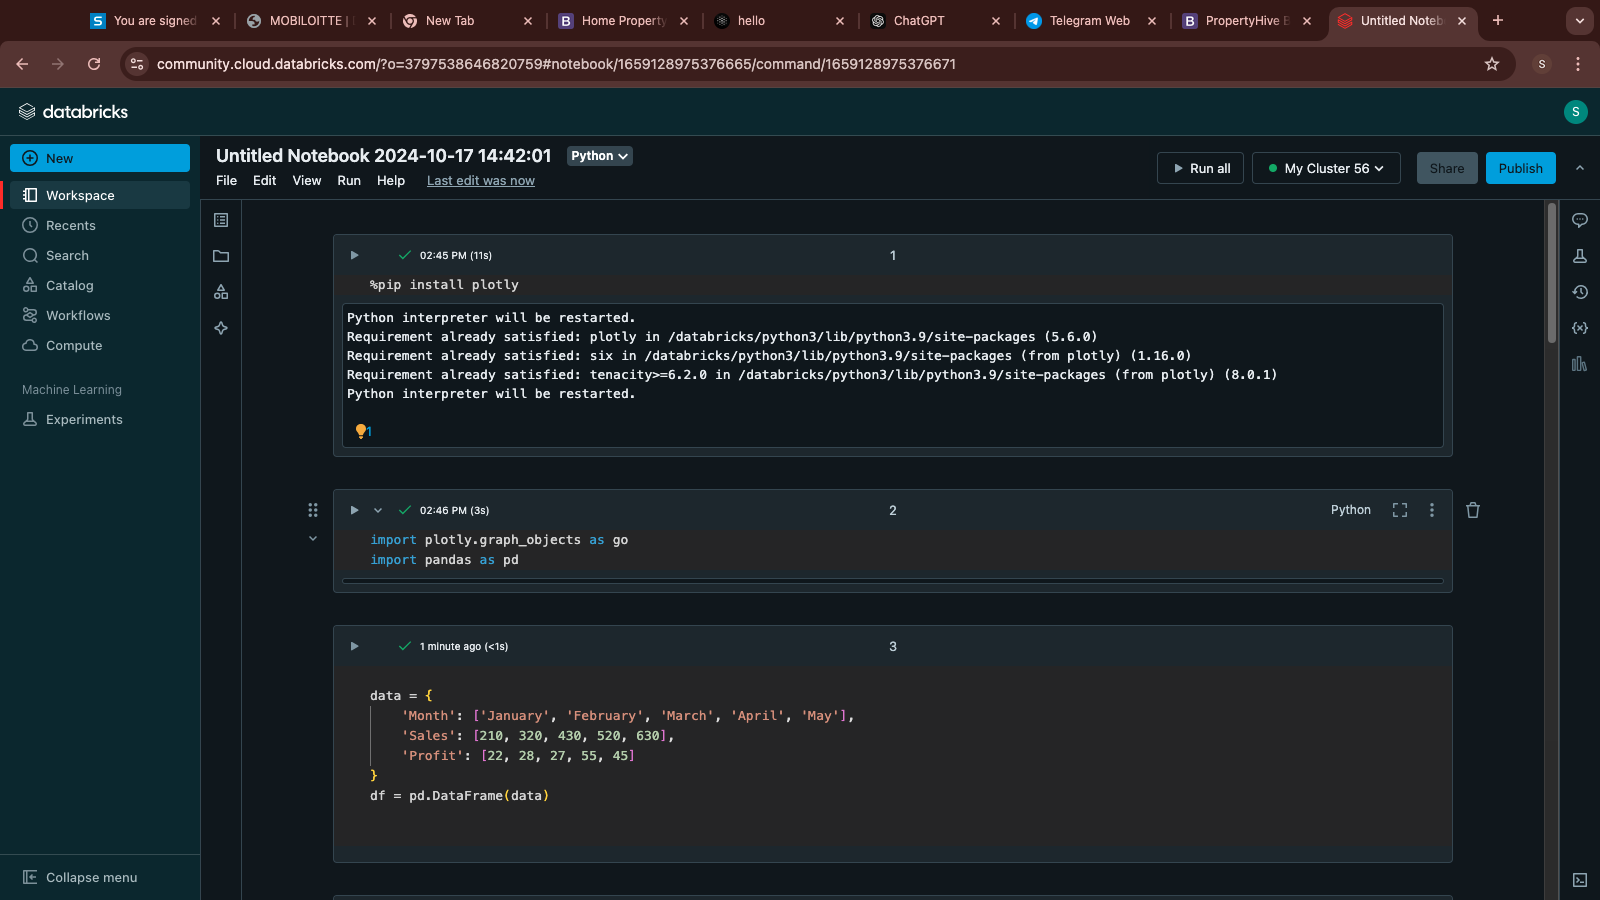 You are signed
MOBILOITTE |
New Tab
Home Property
hello
ChatGPT
Telegram Web
PropertyHive
Untitled Noteb
community.cloud.databricks.com/?o=3797538646820759#notebook/1659128975376665/command/1659128975376671
S
databricks
S
New
Workspace
Recents
Search
Catalog
Workflows
Compute
Machine Learning
Experiments
Collapse menu
Untitled Notebook 2024-10-17 14:42:01
Python
File Edit View Run Help Last edit was now
Run all
My Cluster 56
Share
Publish
02:45 PM (11s)
1
%pip install plotly
Python interpreter will be restarted.
Requirement already satisfied: plotly in /databricks/python3/lib/python3.9/site-packages (5.6.0)
Requirement already satisfied: six in /databricks/python3/lib/python3.9/site-packages (from plotly) (1.16.0)
Requirement already satisfied: tenacity>=6.2.0 in /databricks/python3/lib/python3.9/site-packages (from plotly) (8.0.1)
Python interpreter will be restarted.
1
02:46 PM (3s)
2
Python
import plotly.graph_objects as go
import pandas as pd
1 minute ago (<1s)
3
data = {
'Month': ['January', 'February', 'March', 'April', 'May'],
'Sales': [210, 320, 430, 520, 630],
'Profit': [22, 28, 27, 55, 45]
}
df = pd.DataFrame(data)